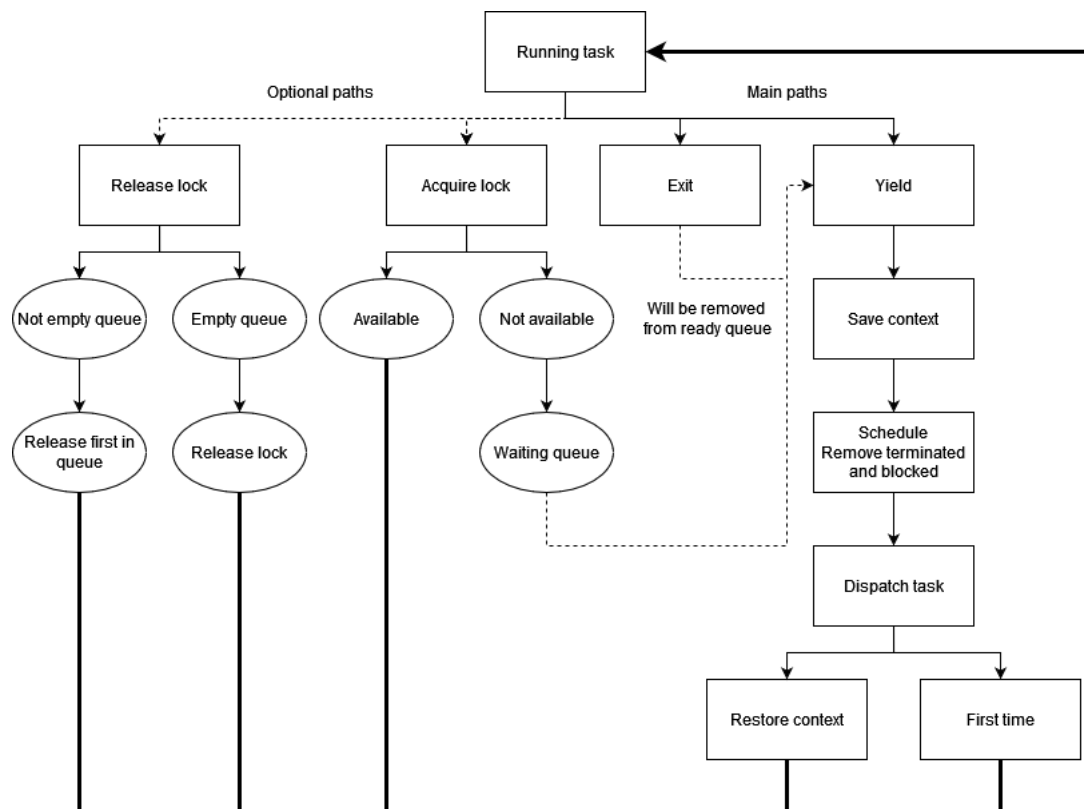 Running task
Optional paths
Main paths
Release lock
Acquire lock
Exit
Yield
Not empty queue
Empty queue
Available
Not available
Will be removed
from ready queue
Save context
Release first in
queue
Release lock
Waiting queue
Schedule
Remove terminated
and blocked
Dispatch task
Restore context
First time